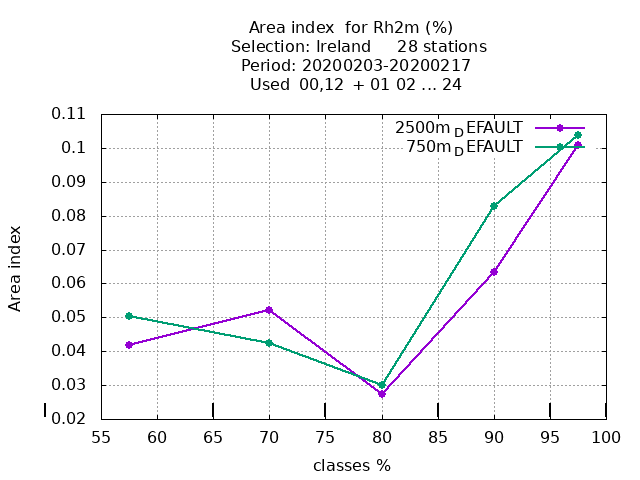 Area index  for Rh2m (%)
Selection: Ireland     28 stations
Period: 20200203-20200217
Used  00,12  + 01 02 ... 24
2500m_DEFAULT
750m_DEFAULT
0.11
0.1
0.09
0.08
0.07
0.06
0.05
0.04
0.03
0.02
Area index
55 60 65 70 75 80 85 90 95 100
classes %